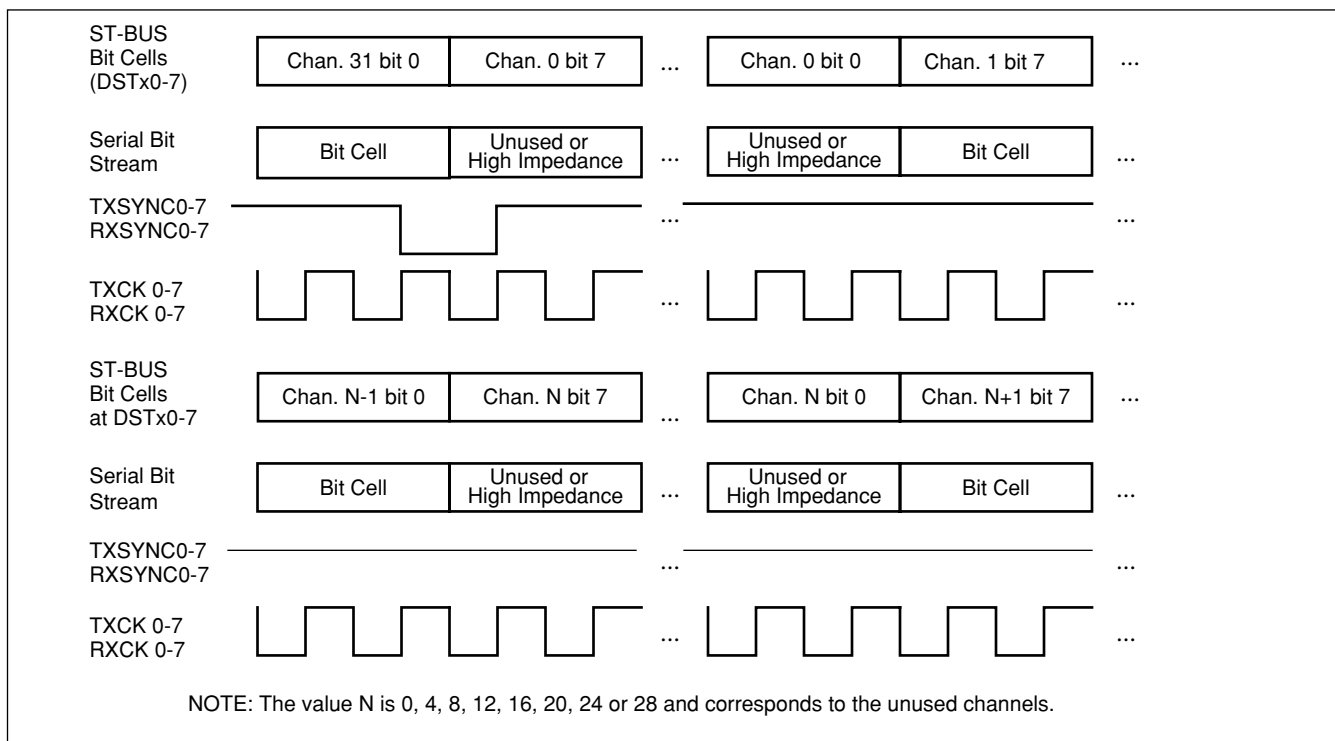 ST-BUS
Bit Cells
(DSTx0-7)
Chan. 31 bit 0
Chan. 0 bit 7
...
Chan. 0 bit 0
Chan. 1 bit 7
...
Serial Bit
Stream
Bit Cell
Unused or
High Impedance
...
Unused or
High Impedance
Bit Cell
...
TXSYNC0-7
RXSYNC0-7
...
...
TXCK 0-7
RXCK 0-7
...
...
ST-BUS
Bit Cells
at DSTx0-7
Chan. N-1 bit 0
Chan. N bit 7
...
Chan. N bit 0
Chan. N+1 bit 7
...
Serial Bit
Stream
Bit Cell
Unused or
High Impedance
...
Unused or
High Impedance
Bit Cell
...
TXSYNC0-7
RXSYNC0-7
...
...
TXCK 0-7
RXCK 0-7
...
...
NOTE: The value N is 0, 4, 8, 12, 16, 20, 24 or 28 and corresponds to the unused channels.